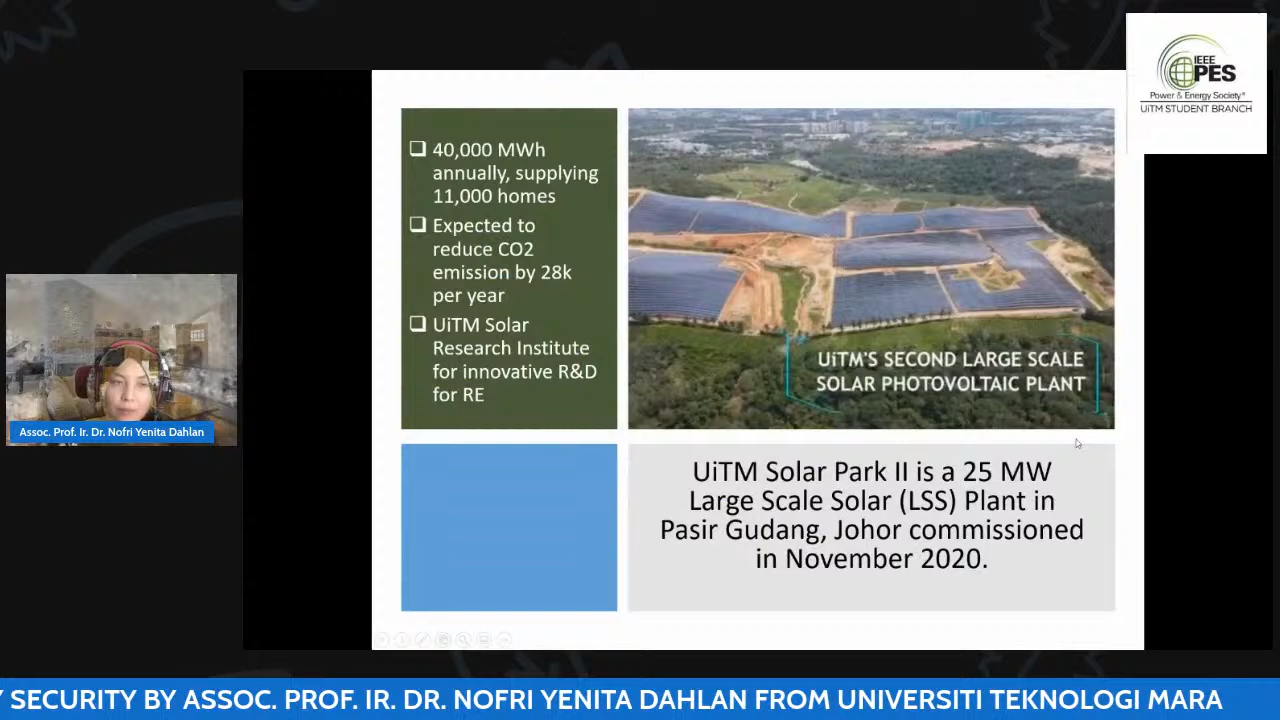 IEEE
PES
Power & Energy Society®
UiTM STUDENT BRANCH
❑ 40,000 MWh
annually, supplying
11,000 homes
❑ Expected to
reduce CO2
emission by 28k
per year
❑ UiTM Solar
Research Institute
for innovative R&D
for RE
UiTM'S SECOND LARGE SCALE
SOLAR PHOTOVOLTAIC PLANT
Assoc. Prof. Ir. Dr. Nofri Yenita Dahlan
UiTM Solar Park II is a 25 MW
Large Scale Solar (LSS) Plant in
Pasir Gudang, Johor commissioned
in November 2020.
SECURITY BY ASSOC. PROF. IR. DR. NOFRI YENITA DAHLAN FROM UNIVERSITI TEKNOLOGI MARA